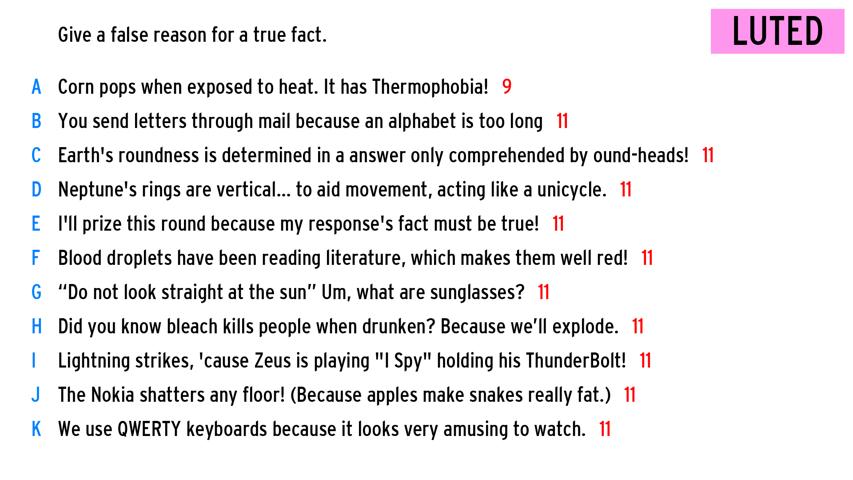 Give a false reason for a true fact.
LUTED
A Corn pops when exposed to heat. It has Thermophobia! 9
B You send letters through mail because an alphabet is too long 11
C Earth's roundness is determined in a answer only comprehended by ound-heads! 11
D Neptune's rings are vertical... to aid movement, acting like a unicycle. 11
E I'll prize this round because my response's fact must be true! 11
F Blood droplets have been reading literature, which makes them well red! 11
G “Do not look straight at the sun” Um, what are sunglasses? 11
H Did you know bleach kills people when drunken? Because we’ll explode. 11
I Lightning strikes, 'cause Zeus is playing "I Spy" holding his ThunderBolt! 11
J The Nokia shatters any floor! (Because apples make snakes really fat.) 11
K We use QWERTY keyboards because it looks very amusing to watch. 11